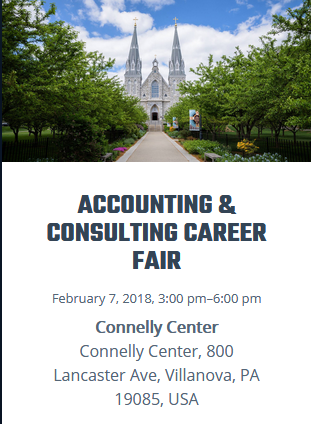 ACCOUNTING &
CONSULTING CAREER
FAIR
February 7, 2018, 3:00 pm–6:00 pm
Connelly Center
Connelly Center, 800
Lancaster Ave, Villanova, PA
19085, USA